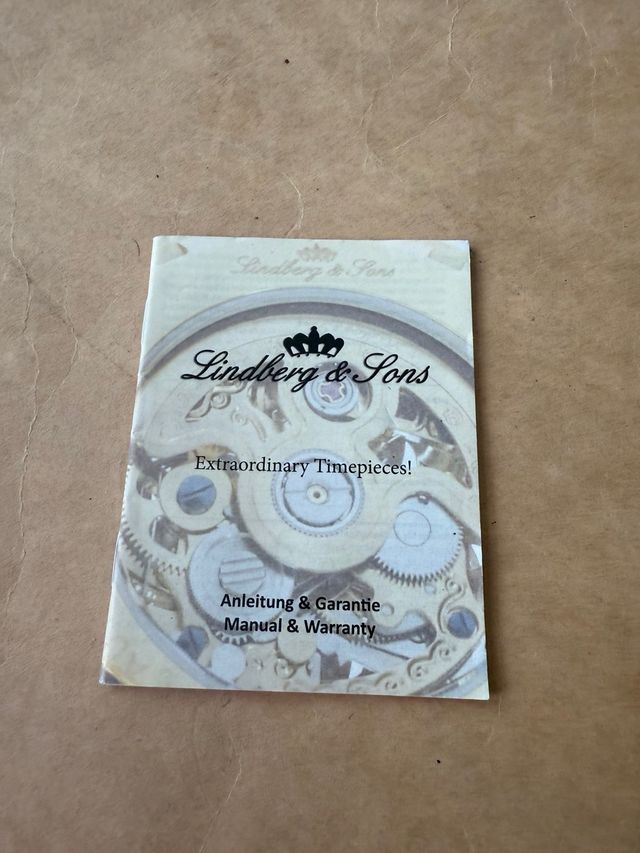 Lindberg & Sons
Lindberg & Sons
Extraordinary Timepieces!
Anleitung & Garantie
Manual & Warranty